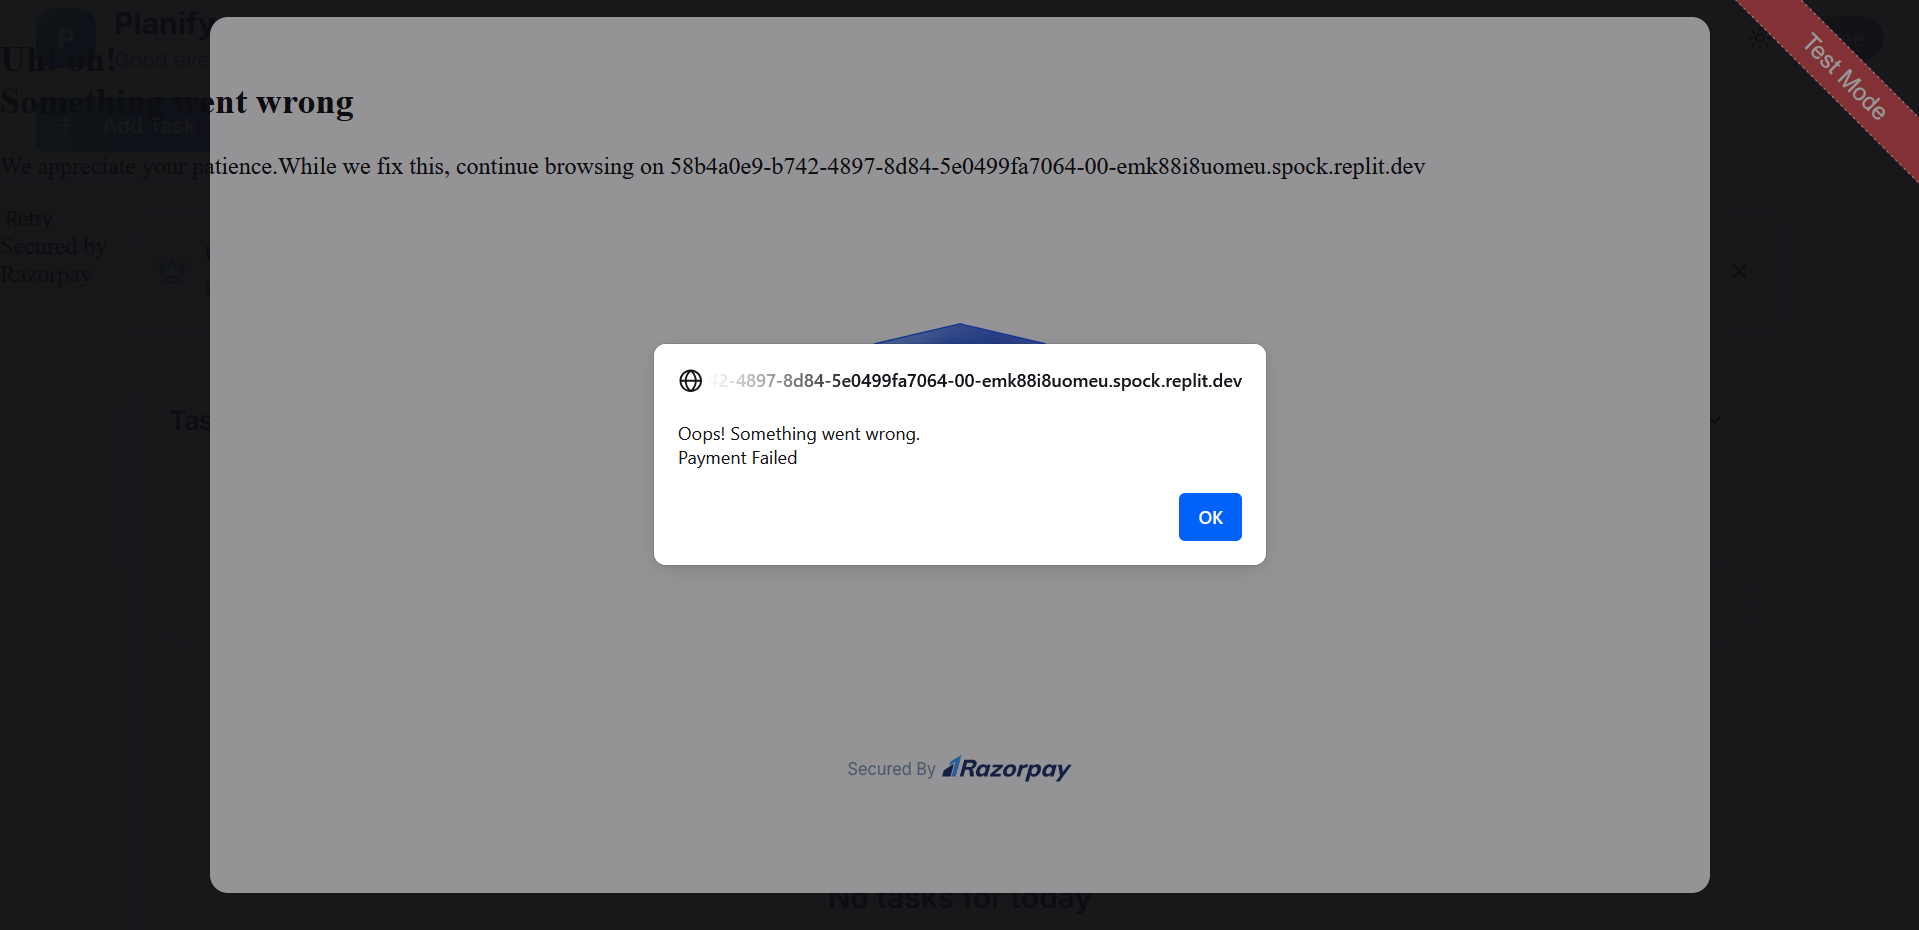 P
Planify
Good eve
Uh! oh!
Something went wrong
+ Add Task
We appreciate your patience.While we fix this, continue browsing on 58b4a0e9-b742-4897-8d84-5e0499fa7064-00-emk88i8uomeu.spock.replit.dev
Retry
Secured by
Razorpay
Test Mode
Tas
42-4897-8d84-5e0499fa7064-00-emk88i8uomeu.spock.replit.dev
Oops! Something went wrong.
Payment Failed
OK
Secured By Razorpay
No tasks for today